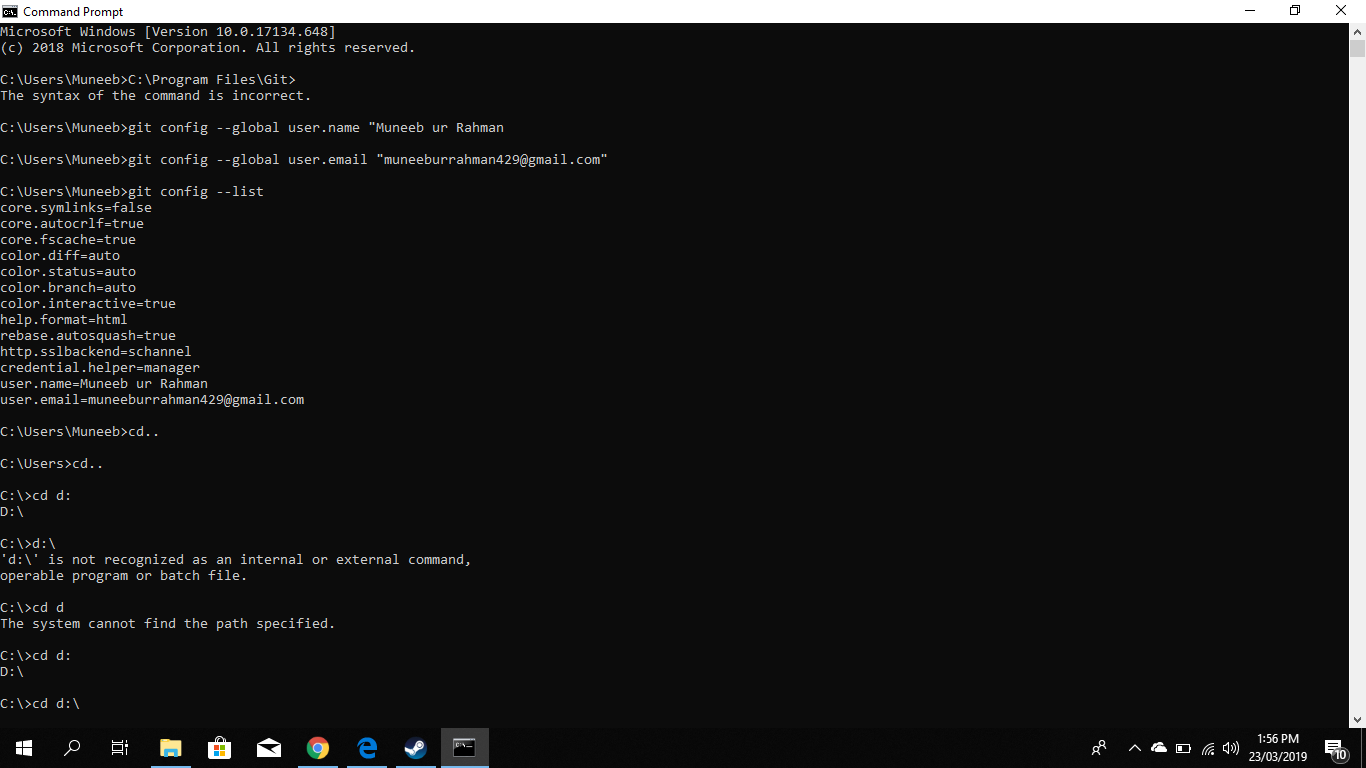 Command Prompt
Microsoft Windows [Version 10.0.17134.648]
(c) 2018 Microsoft Corporation. All rights reserved.
C:\Users\Muneeb>C:\Program Files\Git>
The syntax of the command is incorrect.
C:\Users\Muneeb>git config --global user.name "Muneeb ur Rahman
C:\Users\Muneeb>git config --global user.email "muneeburrahman429@gmail.com"
C:\Users\Muneeb>git config --list
core.symlinks=false
core.autocrlf=true
core.fscache=true
color.diff=auto
color.status=auto
color.branch=auto
color.interactive=true
help.format=html
rebase.autosquash=true
http.sslbackend=schannel
credential.helper=manager
user.name=Muneeb ur Rahman
user.email=muneeburrahman429@gmail.com
C:\Users\Muneeb>cd..
C:\Users>cd..
C:\>cd d:
D:\
C:\>d:\
'd:\' is not recognized as an internal or external command,
operable program or batch file.
C:\>cd d
The system cannot find the path specified.
C:\>cd d:
D:\
C:\>cd d:\
1:56 PM
23/03/2019
10